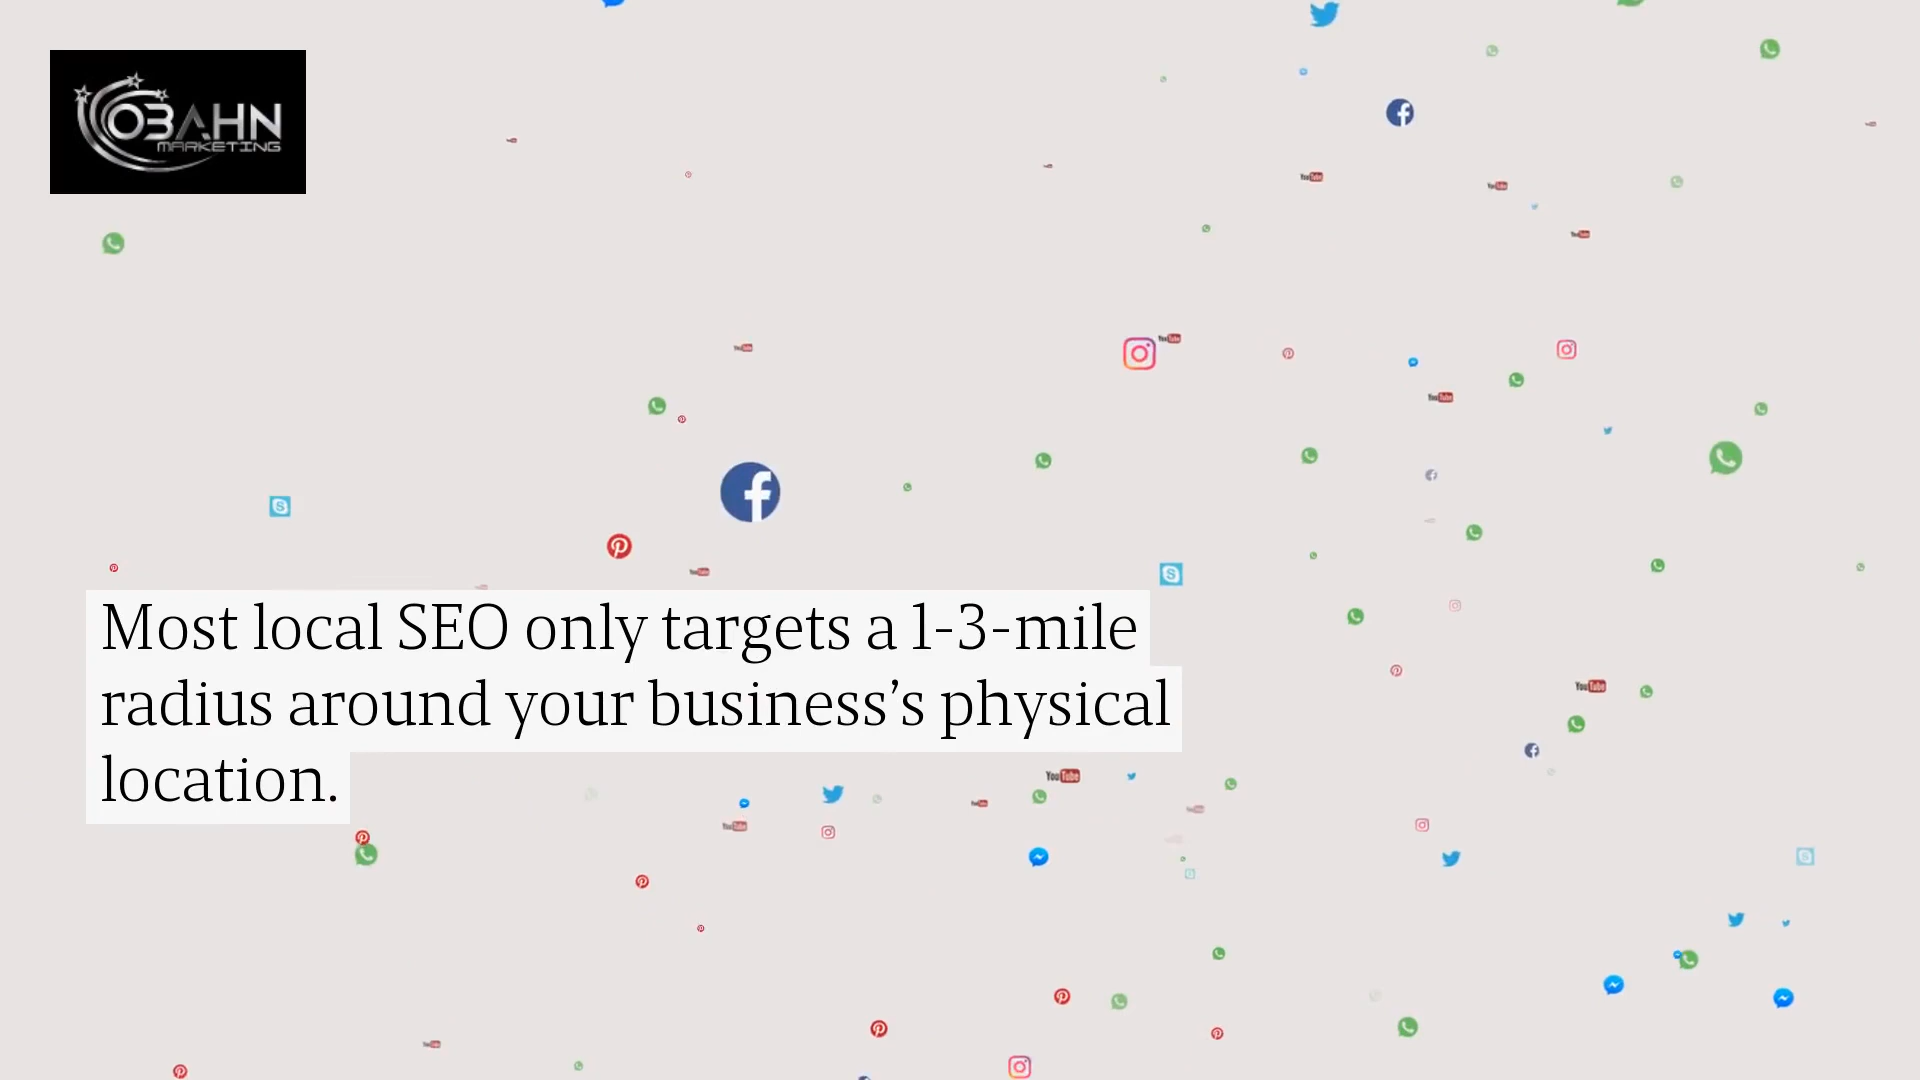 OBAHN
MARKETING
Most local SEO only targets a 1-3-mile
radius around your business’s physical
location.